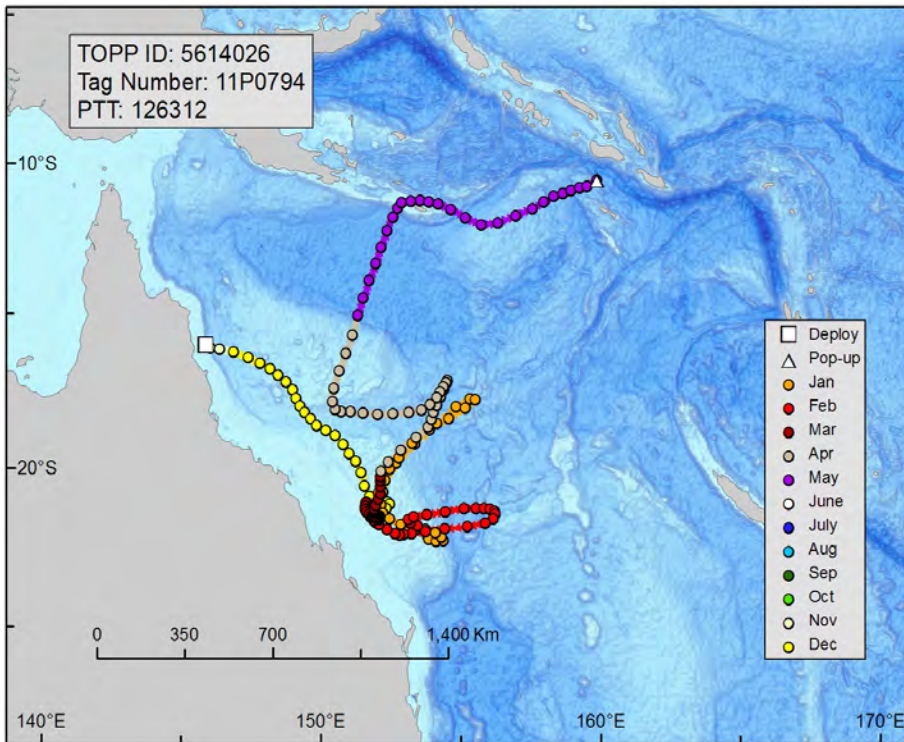 TOPP ID: 5614026
Tag Number: 11P0794
PTT: 126312
10°S
20°S
Deploy
Pop-up
Jan
Feb
Mar
Apr
May
June
July
Aug
Sep
Oct
Nov
Dec
0 350 700 1,400 Km
140°E 150°E 160°E 170°E